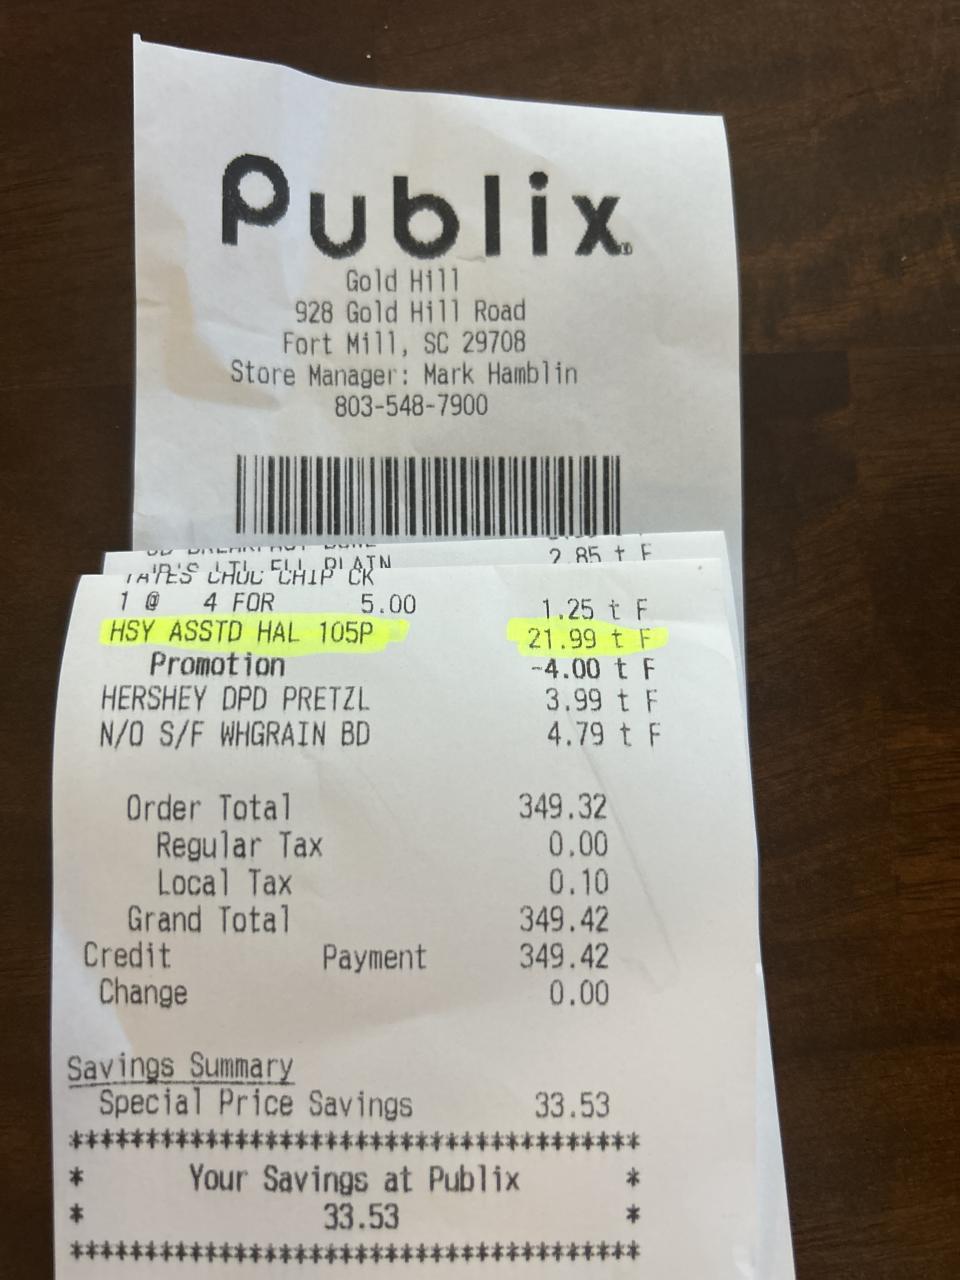 Publix
Gold Hill
928 Gold Hill Road
Fort Mill, SC 29708
Store Manager: Mark Hamblin
803-548-7900
2.85 t F
TATES CHOC CHIP CK
1 @ 4 FOR 5.00 1.25 t F
HSY ASSTD HAL 105P 21.99 t F
Promotion -4.00 t F
HERSHEY DPD PRETZL 3.99 t F
N/O S/F WHGRAIN BD 4.79 t F
Order Total 349.32
Regular Tax 0.00
Local Tax 0.10
Grand Total 349.42
Credit Payment 349.42
Change 0.00
Savings Summary
Special Price Savings 33.53
****************************************
* Your Savings at Publix *
* 33.53 *
****************************************